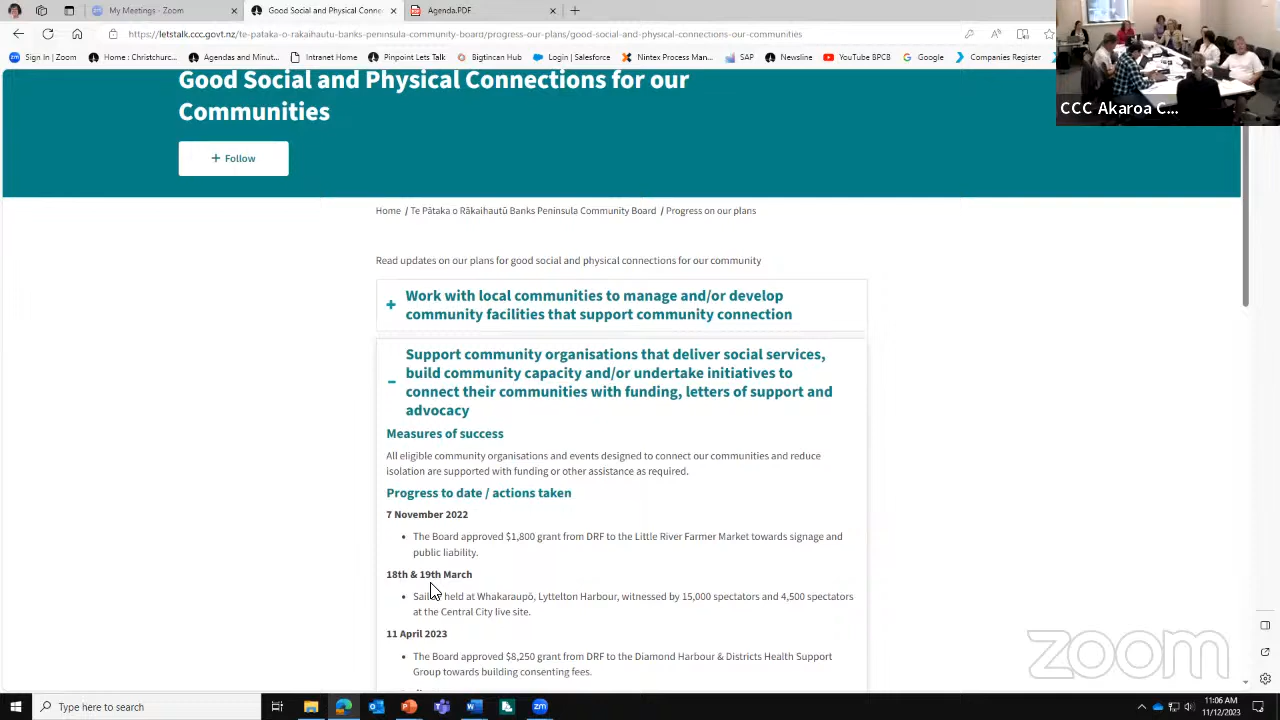 My Meetings - Zoom
Good Social and Physical Connec
Agenda.PDF
https://letstalk.ccc.govt.nz/te-pataka-o-rakaihautu-banks-peninsula-community-board/progress-our-plans/good-social-and-physical-connections-our-communities
Sign In | Zoom
Home | Christchurc...
Agendas and Minut...
Intranet Home
Pinpoint Lets Talk
Bigtincan Hub
Login | Salesforce
Nintex Process Man...
SAP
Newsline
YouTube BPCB
Google
Companies Register
CCC Akaroa C...
Good Social and Physical Connections for our
Communities
+ Follow
Home / Te Pātaka o Rākaihautū Banks Peninsula Community Board / Progress on our plans
Read updates on our plans for good social and physical connections for our community
Work with local communities to manage and/or develop
community facilities that support community connection
Support community organisations that deliver social services,
build community capacity and/or undertake initiatives to
connect their communities with funding, letters of support and
advocacy
Measures of success
All eligible community organisations and events designed to connect our communities and reduce
isolation are supported with funding or other assistance as required.
Progress to date / actions taken
7 November 2022
• The Board approved $1,800 grant from DRF to the Little River Farmer Market towards signage and
public liability.
18th & 19th March
• held at Whakaraupō, Lyttelton Harbour, witnessed by 15,000 spectators and 4,500 spectators
at the Central City live site.
11 April 2023
• The Board approved $8,250 grant from DRF to the Diamond Harbour & Districts Health Support
Group towards building consenting fees.
zoom
Type here to search
11:06 AM
11/12/2023